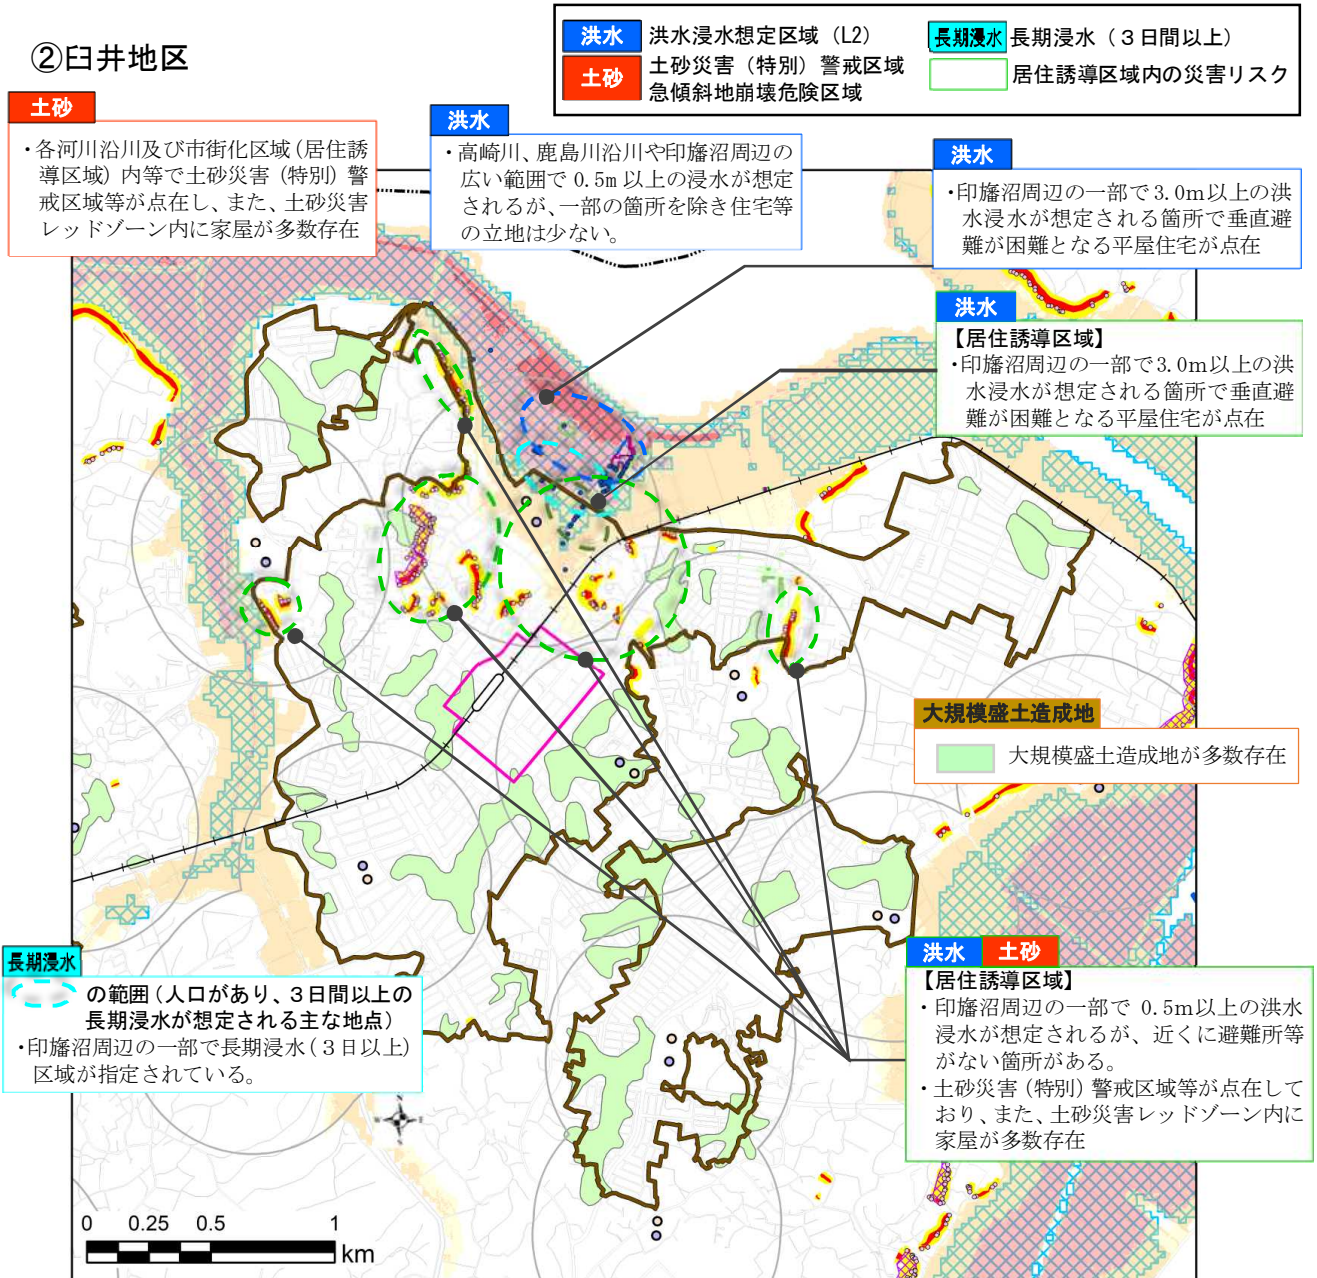 ②臼井地区
洪水 洪水浸水想定区域（L2）
土砂 土砂災害（特別）警戒区域
急傾斜地崩壊危険区域
長期浸水 長期浸水（３日間以上）
居住誘導区域内の災害リスク
土砂
・各河川沿川及び市街化区域（居住誘
導区域）内等で土砂災害（特別）警
戒区域等が点在し、また、土砂災害
レッドゾーン内に家屋が多数存在
洪水
・高崎川、鹿島川沿川や印旛沼周辺の
広い範囲で 0.5m 以上の浸水が想定
されるが、一部の箇所を除き住宅等
の立地は少ない。
洪水
・印旛沼周辺の一部で3.0m以上の洪
水浸水が想定される箇所で垂直避
難が困難となる平屋住宅が点在
洪水
【居住誘導区域】
・印旛沼周辺の一部で3.0m以上の洪
水浸水が想定される箇所で垂直避
難が困難となる平屋住宅が点在
大規模盛土造成地
大規模盛土造成地が多数存在
長期浸水
の範囲（人口があり、３日間以上の
長期浸水が想定される主な地点）
・印旛沼周辺の一部で長期浸水（３日以上）
区域が指定されている。
洪水 土砂
【居住誘導区域】
・印旛沼周辺の一部で 0.5m以上の洪水
浸水が想定されるが、近くに避難所等
がない箇所がある。
・土砂災害（特別）警戒区域等が点在して
おり、また、土砂災害レッドゾーン内に
家屋が多数存在
0 0.25 0.5 1
km